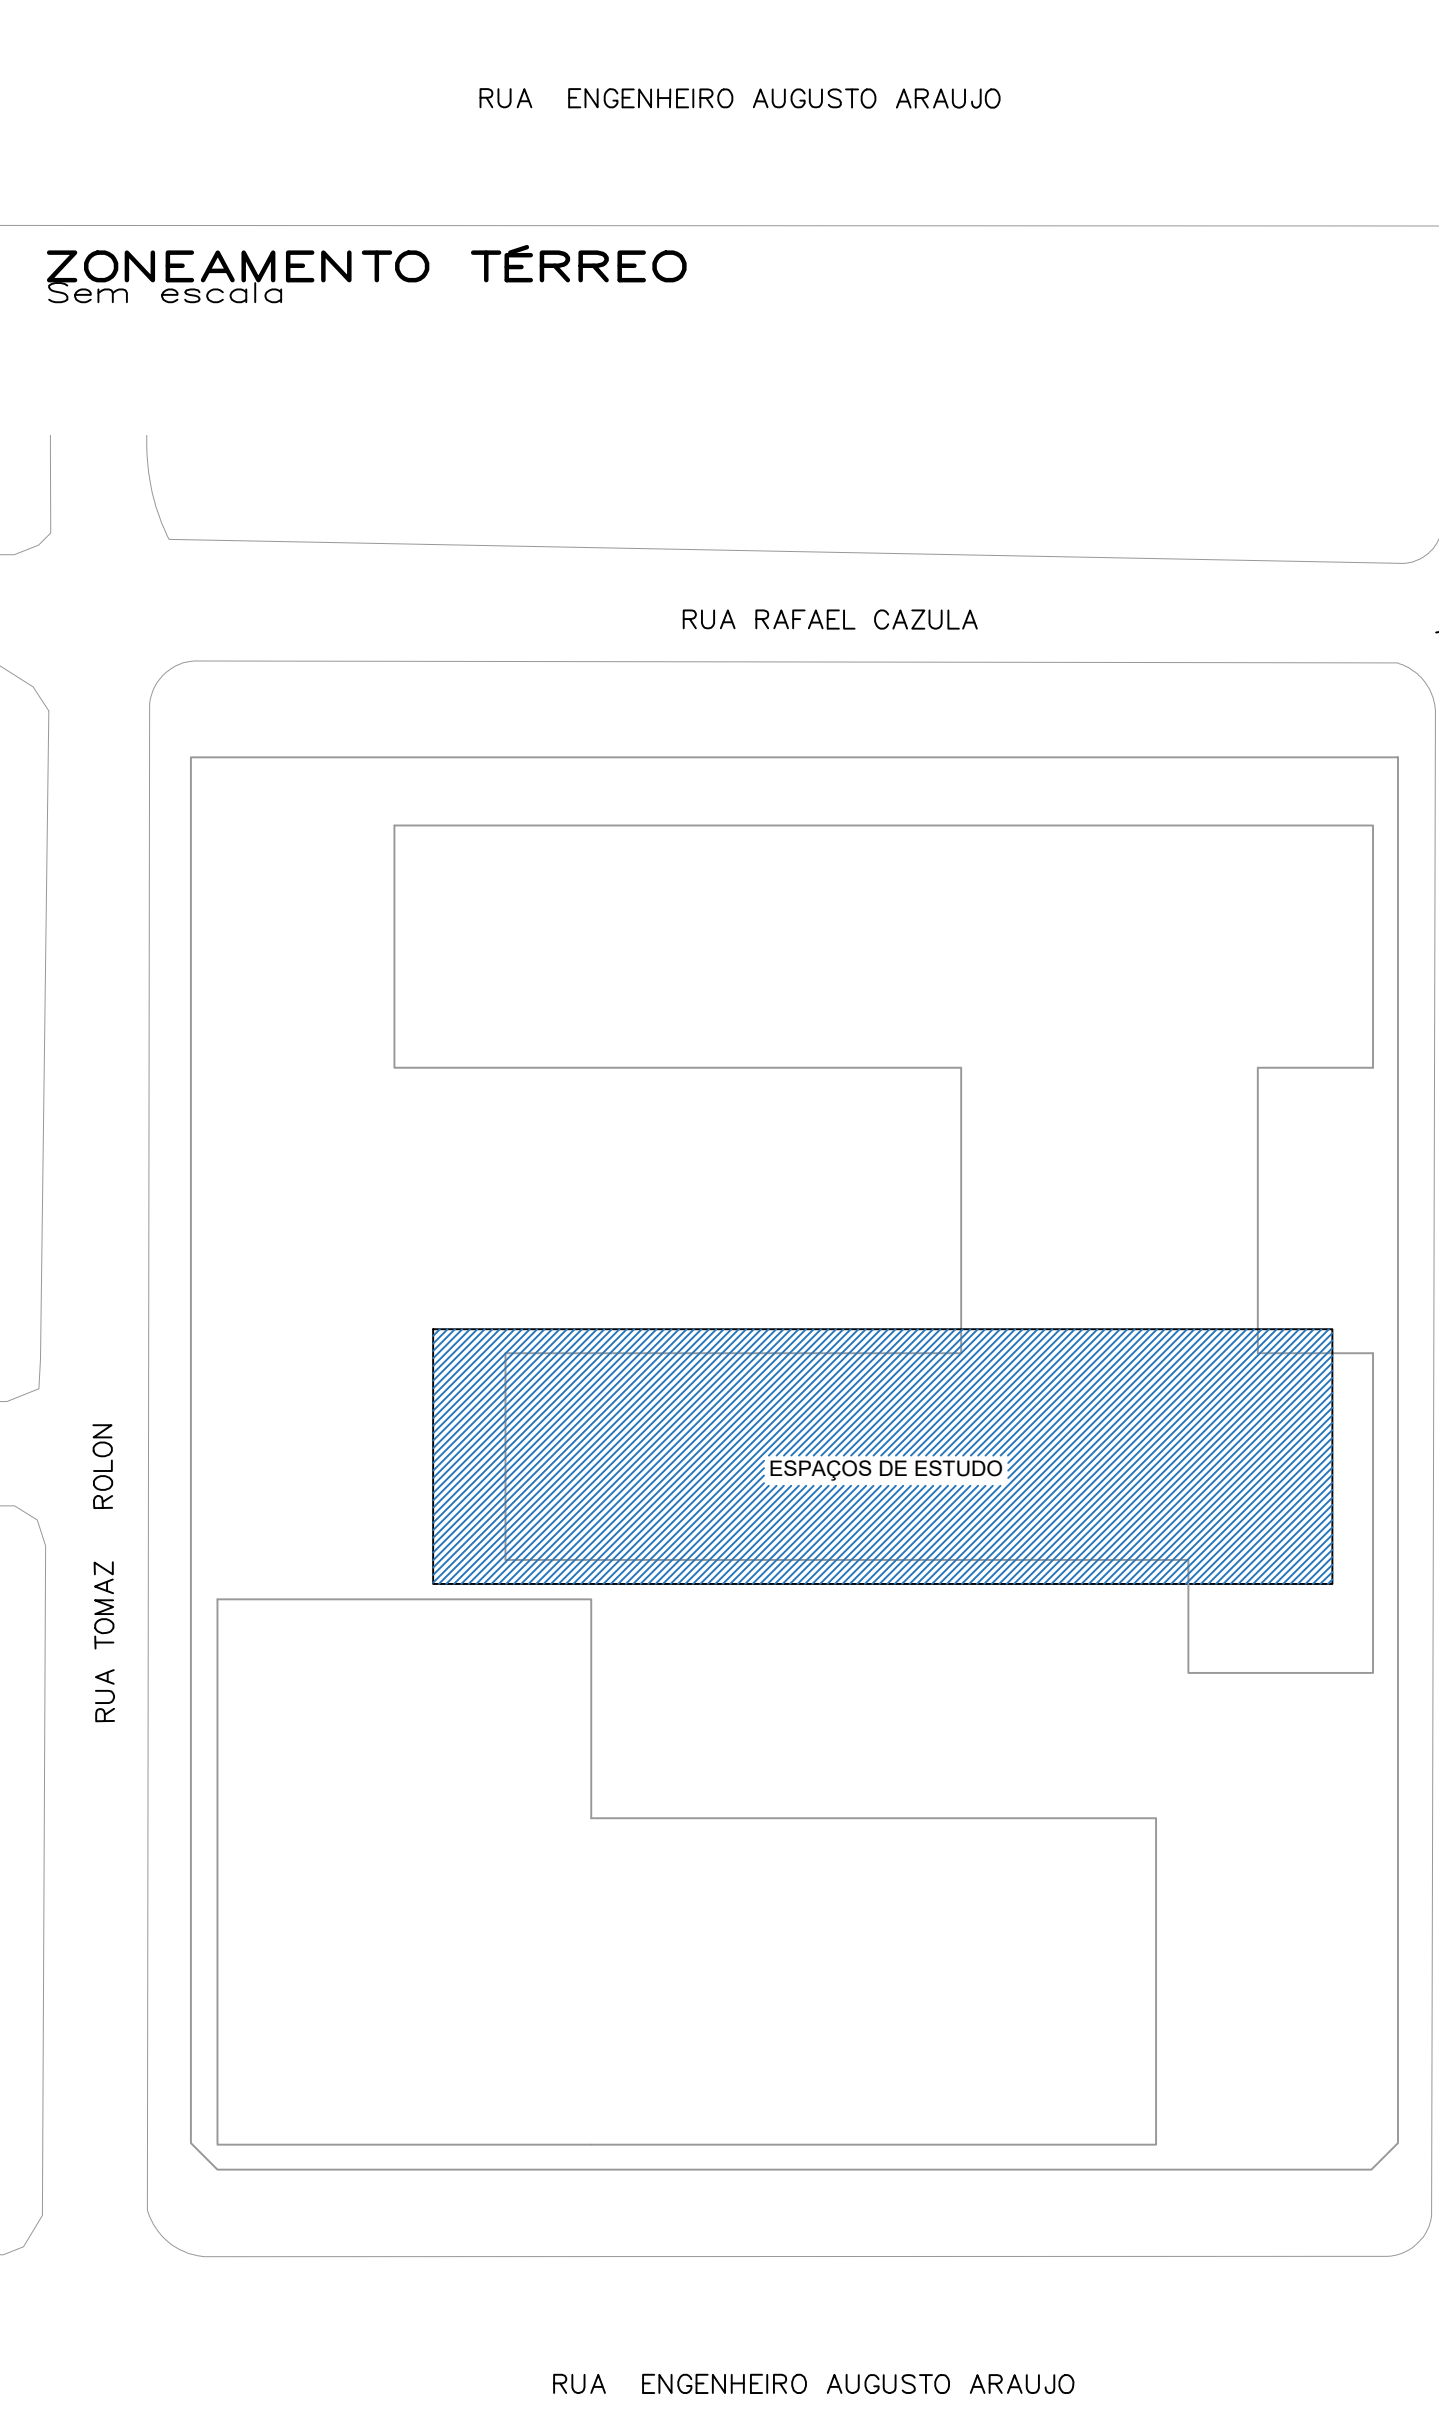 RUA ENGENHEIRO AUGUSTO ARAUJO
ZONEAMENTO TÉRREO
Sem escala
RUA RAFAEL CAZULA
ESPAÇOS DE ESTUDO
RUA TOMAZ ROLON
RUA ENGENHEIRO AUGUSTO ARAUJO